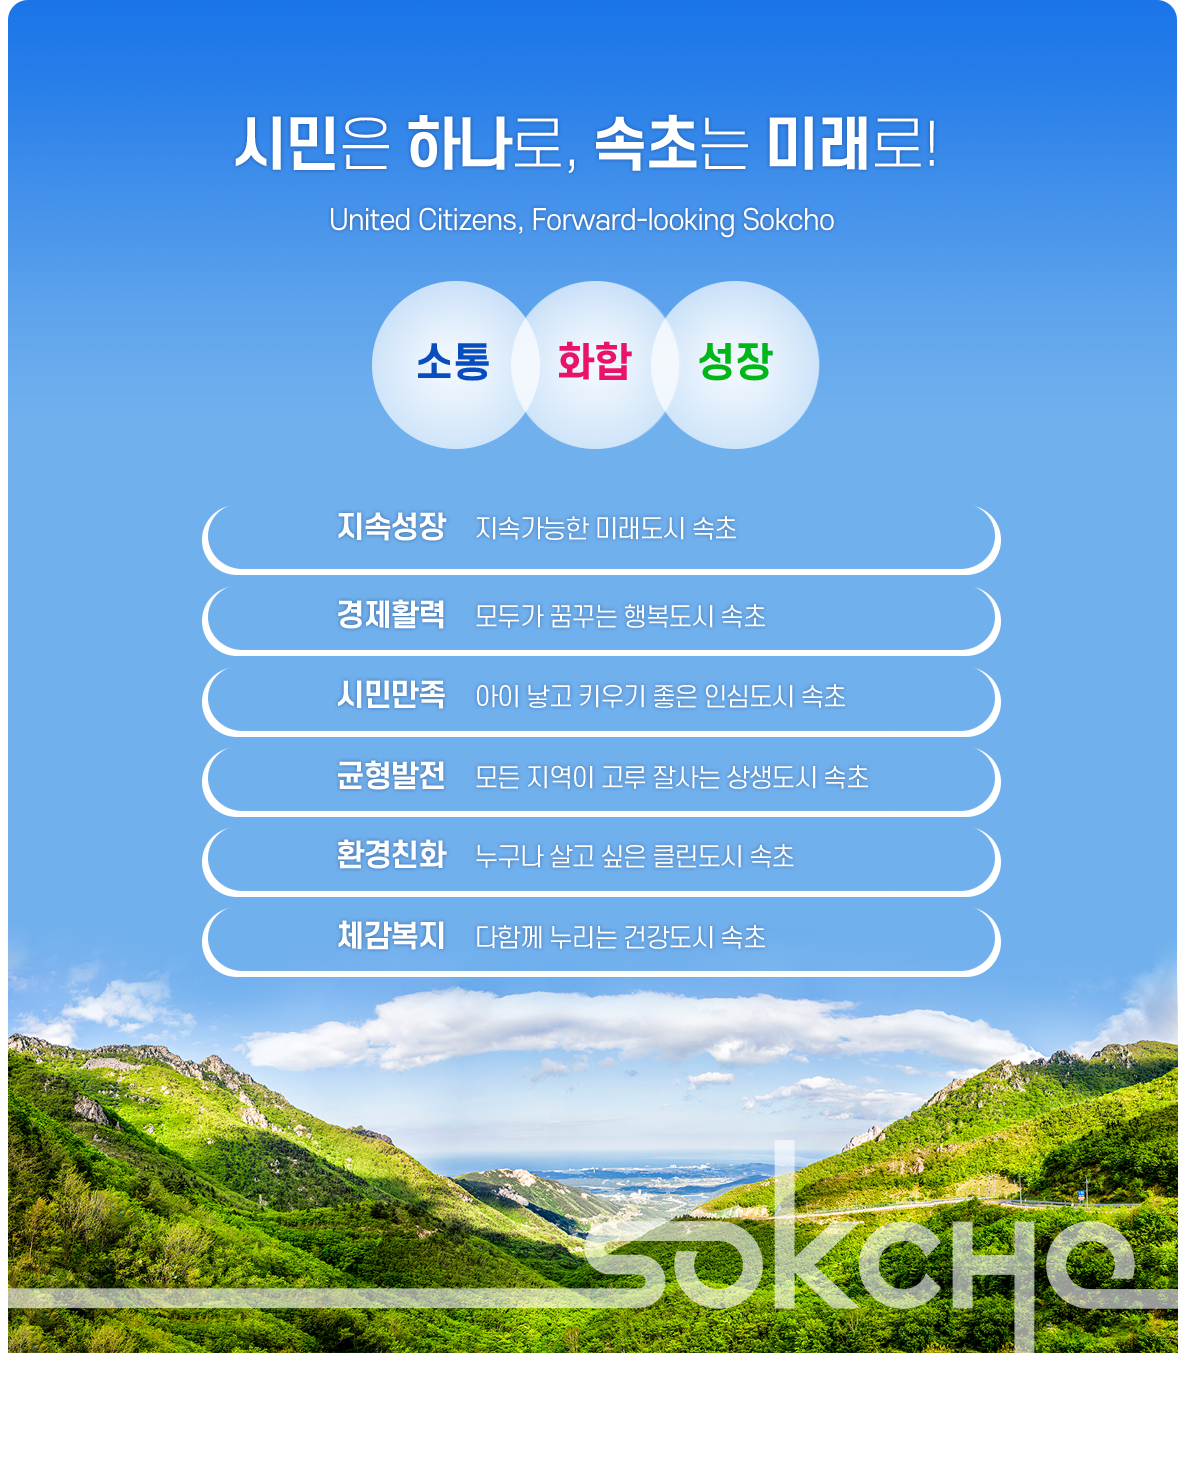 시민은 하나로, 속초는 미래로!
United Citizens, Forward-looking Sokcho
소통 화합 성장
지속성장 지속가능한 미래도시 속초
경제활력 모두가 꿈꾸는 행복도시 속초
시민만족 아이 낳고 키우기 좋은 인심도시 속초
균형발전 모든 지역이 고루 잘사는 상생도시 속초
환경친화 누구나 살고 싶은 클린도시 속초
체감복지 다함께 누리는 건강도시 속초
sokcho